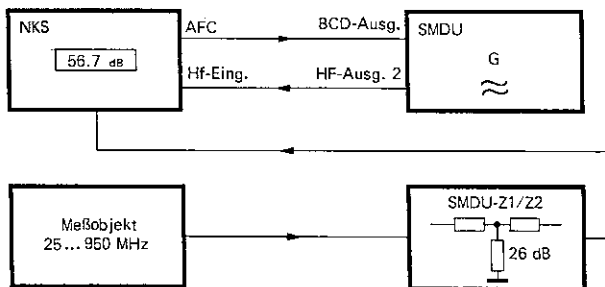 NKS
56.7 dB
AFC
BCD-Ausg.
SMDU
G
Hf-Eing.
HF-Ausg. 2
Meßobjekt
25...950 MHz
SMDU-Z1/Z2
26 dB